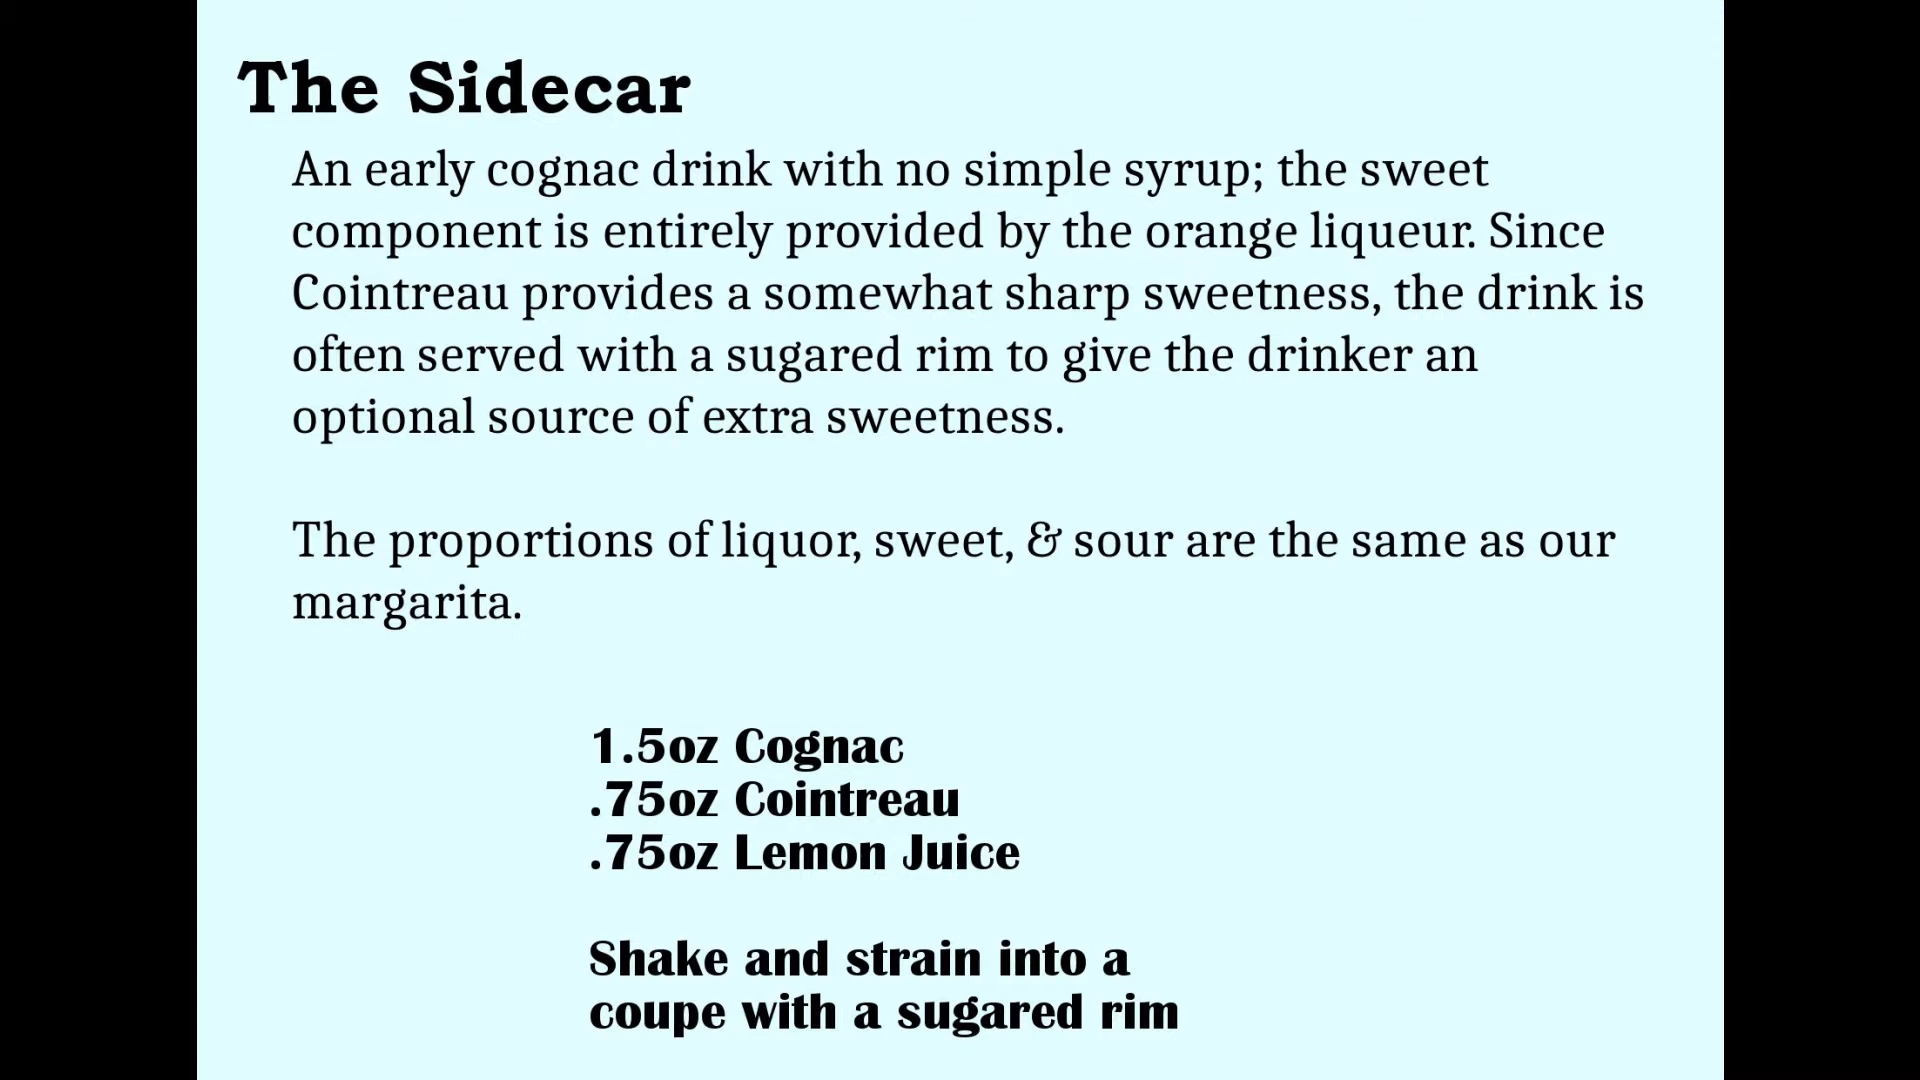 The Sidecar
An early cognac drink with no simple syrup; the sweet
component is entirely provided by the orange liqueur. Since
Cointreau provides a somewhat sharp sweetness, the drink is
often served with a sugared rim to give the drinker an
optional source of extra sweetness.
The proportions of liquor, sweet, & sour are the same as our
margarita.
1.5oz Cognac
.75oz Cointreau
.75oz Lemon Juice
Shake and strain into a
coupe with a sugared rim